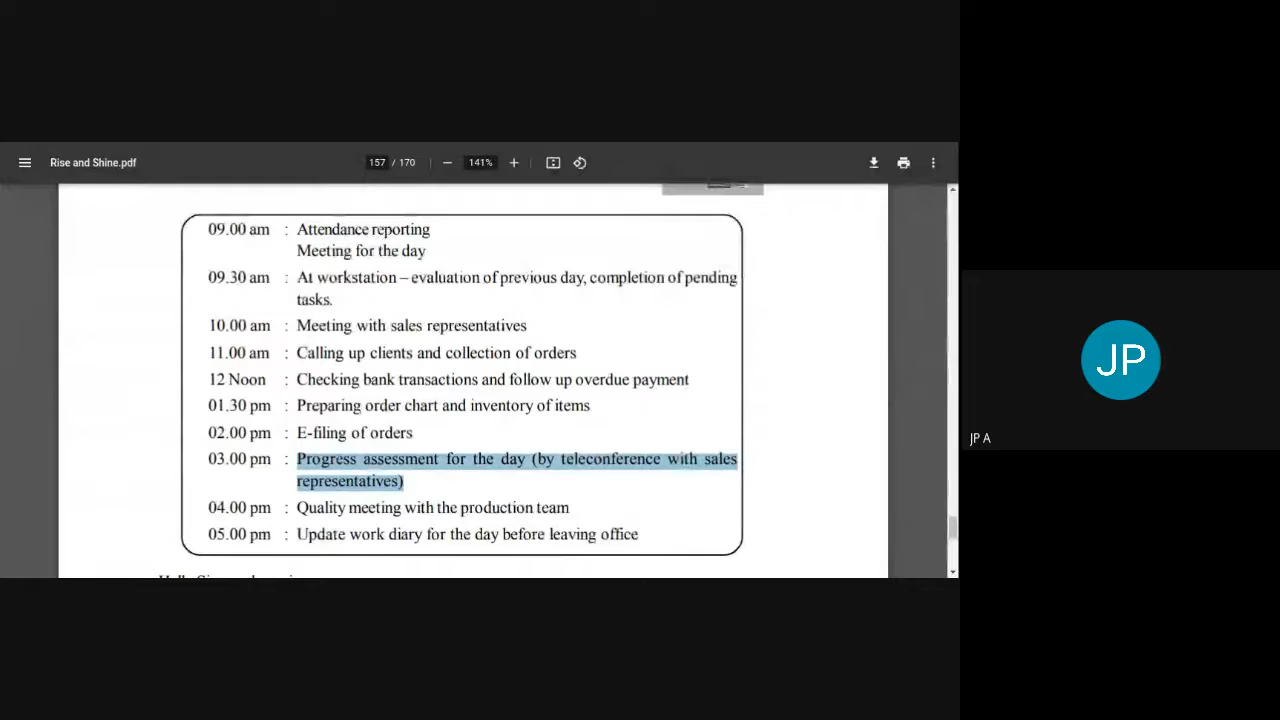 Rise and Shine.pdf
157 / 170
141%
09.00 am : Attendance reporting
Meeting for the day
09.30 am : At workstation – evaluation of previous day, completion of pending
tasks.
10.00 am : Meeting with sales representatives
11.00 am : Calling up clients and collection of orders
12 Noon : Checking bank transactions and follow up overdue payment
01.30 pm : Preparing order chart and inventory of items
02.00 pm : E-filing of orders
03.00 pm : Progress assessment for the day (by teleconference with sales
representatives)
04.00 pm : Quality meeting with the production team
05.00 pm : Update work diary for the day before leaving office
JP
JP A